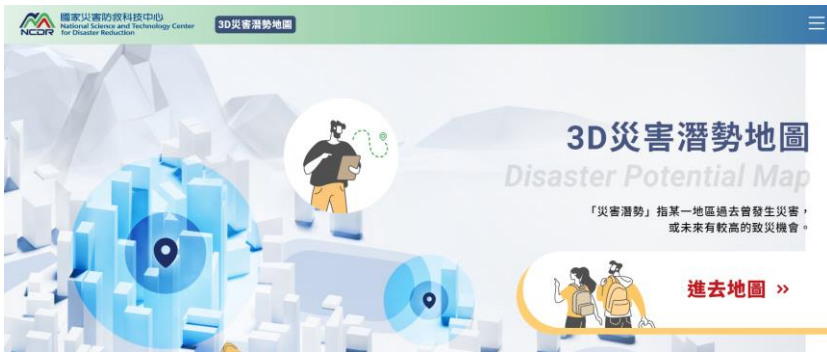 國家災害防救科技中心
National Science and Technology Center
for Disaster Reduction
NCDR
3D災害潛勢地圖
3D災害潛勢地圖
Disaster Potential Map
「災害潛勢」指某一地區過去曾發生災害,
或未來有較高的致災機會。
進去地圖 »